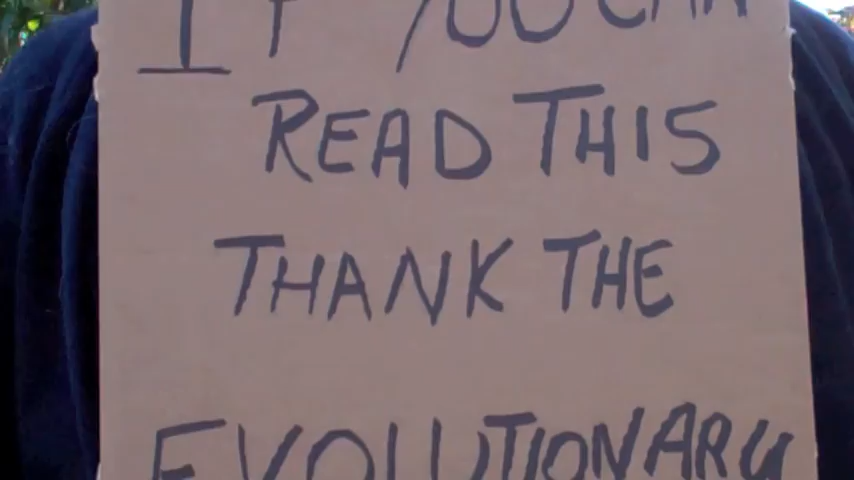 IF YOU CAN
READ THIS
THANK THE
EVOLUTIONARY